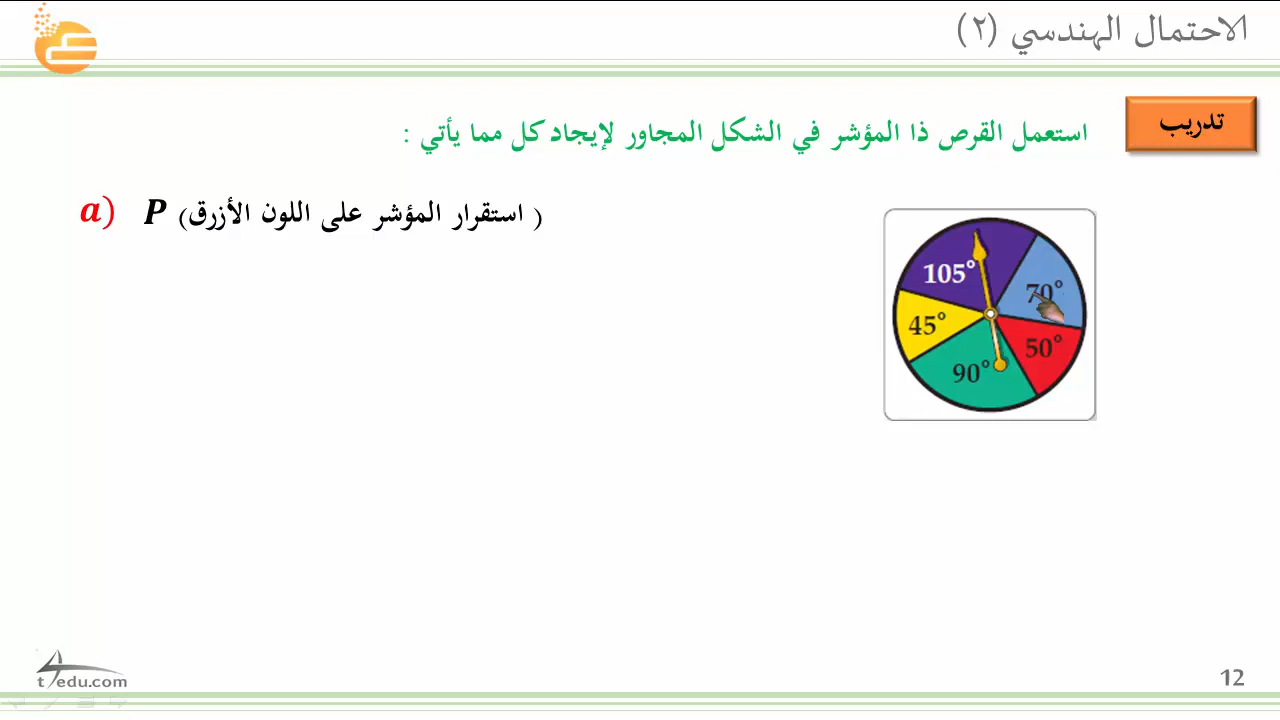 الاحتمال الهندسي (٢)
تدريب
استعمل القرص ذا المؤشر في الشكل المجاور لإيجاد كل مما يأتي :
a) P (استقرار المؤشر على اللون الأزرق)
105°
70°
45°
50°
90°
t4edu.com
12